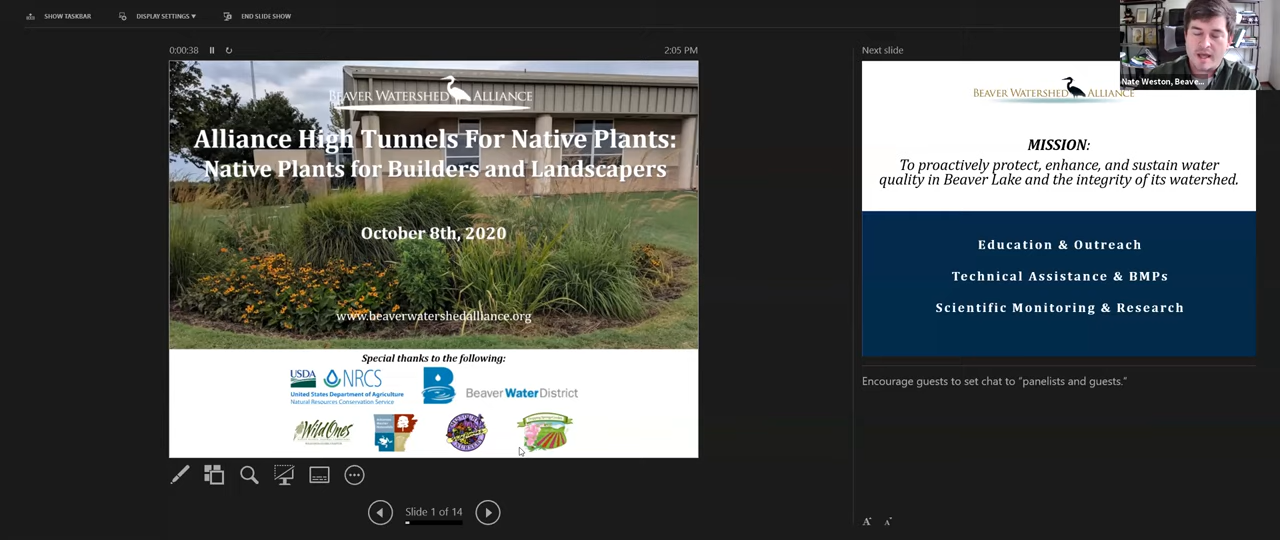 SHOW TASKBAR
DISPLAY SETTINGS ▾
END SLIDE SHOW
0:00:38
2:05 PM
BEAVER WATERSHED ALLIANCE
Alliance High Tunnels For Native Plants:
Native Plants for Builders and Landscapers
October 8th, 2020
www.beaverwatershedalliance.org
Special thanks to the following:
USDA NRCS
United States Department of Agriculture
Natural Resources Conservation Service
Beaver Water District
Wild Ones
Slide 1 of 14
Next slide
Nate Weston, Beave...
BEAVER WATERSHED ALLIANCE
MISSION:
To proactively protect, enhance, and sustain water
quality in Beaver Lake and the integrity of its watershed.
Education & Outreach
Technical Assistance & BMPs
Scientific Monitoring & Research
Encourage guests to set chat to "panelists and guests."
A A